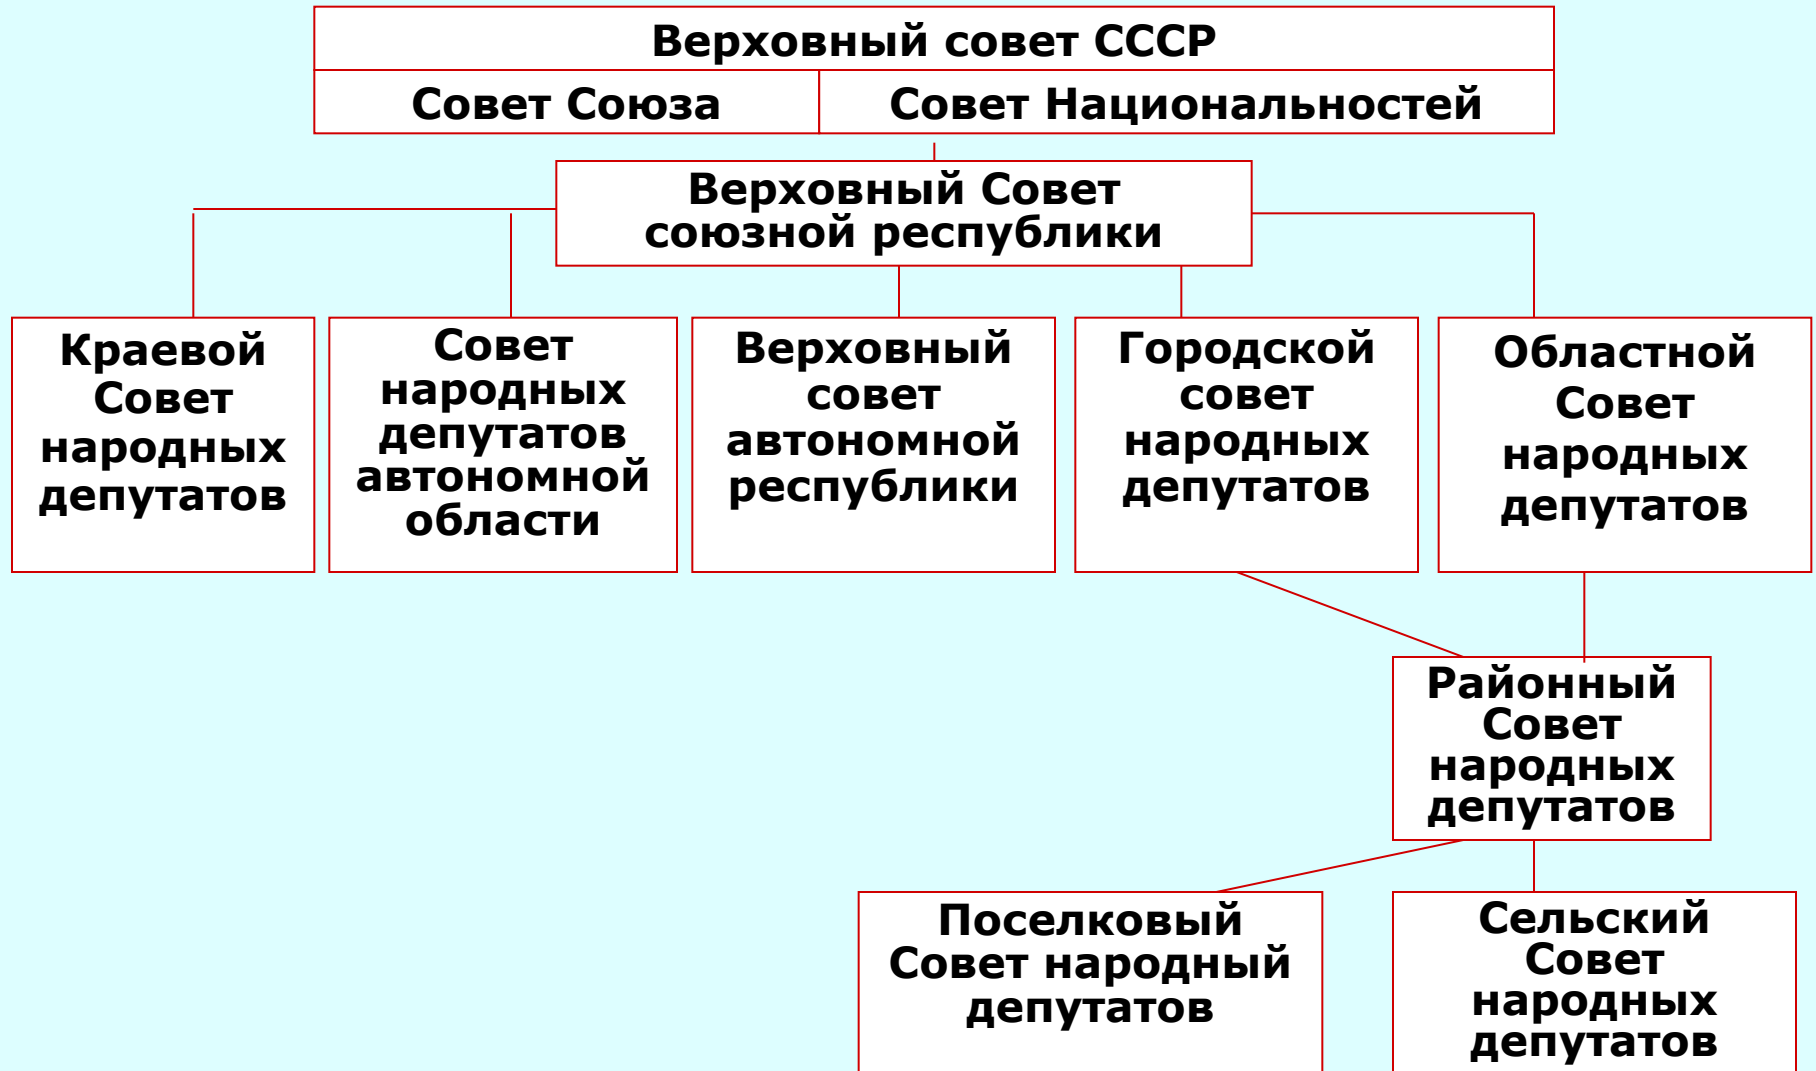 Верховный совет СССР
Совет Союза
Совет Национальностей
Верховный Совет
союзной республики
Краевой
Совет
народных
депутатов
Совет
народных
депутатов
автономной
области
Верховный
совет
автономной
республики
Городской
совет
народных
депутатов
Областной
Совет
народных
депутатов
Районный
Совет
народных
депутатов
Поселковый
Совет народный
депутатов
Сельский
Совет
народных
депутатов